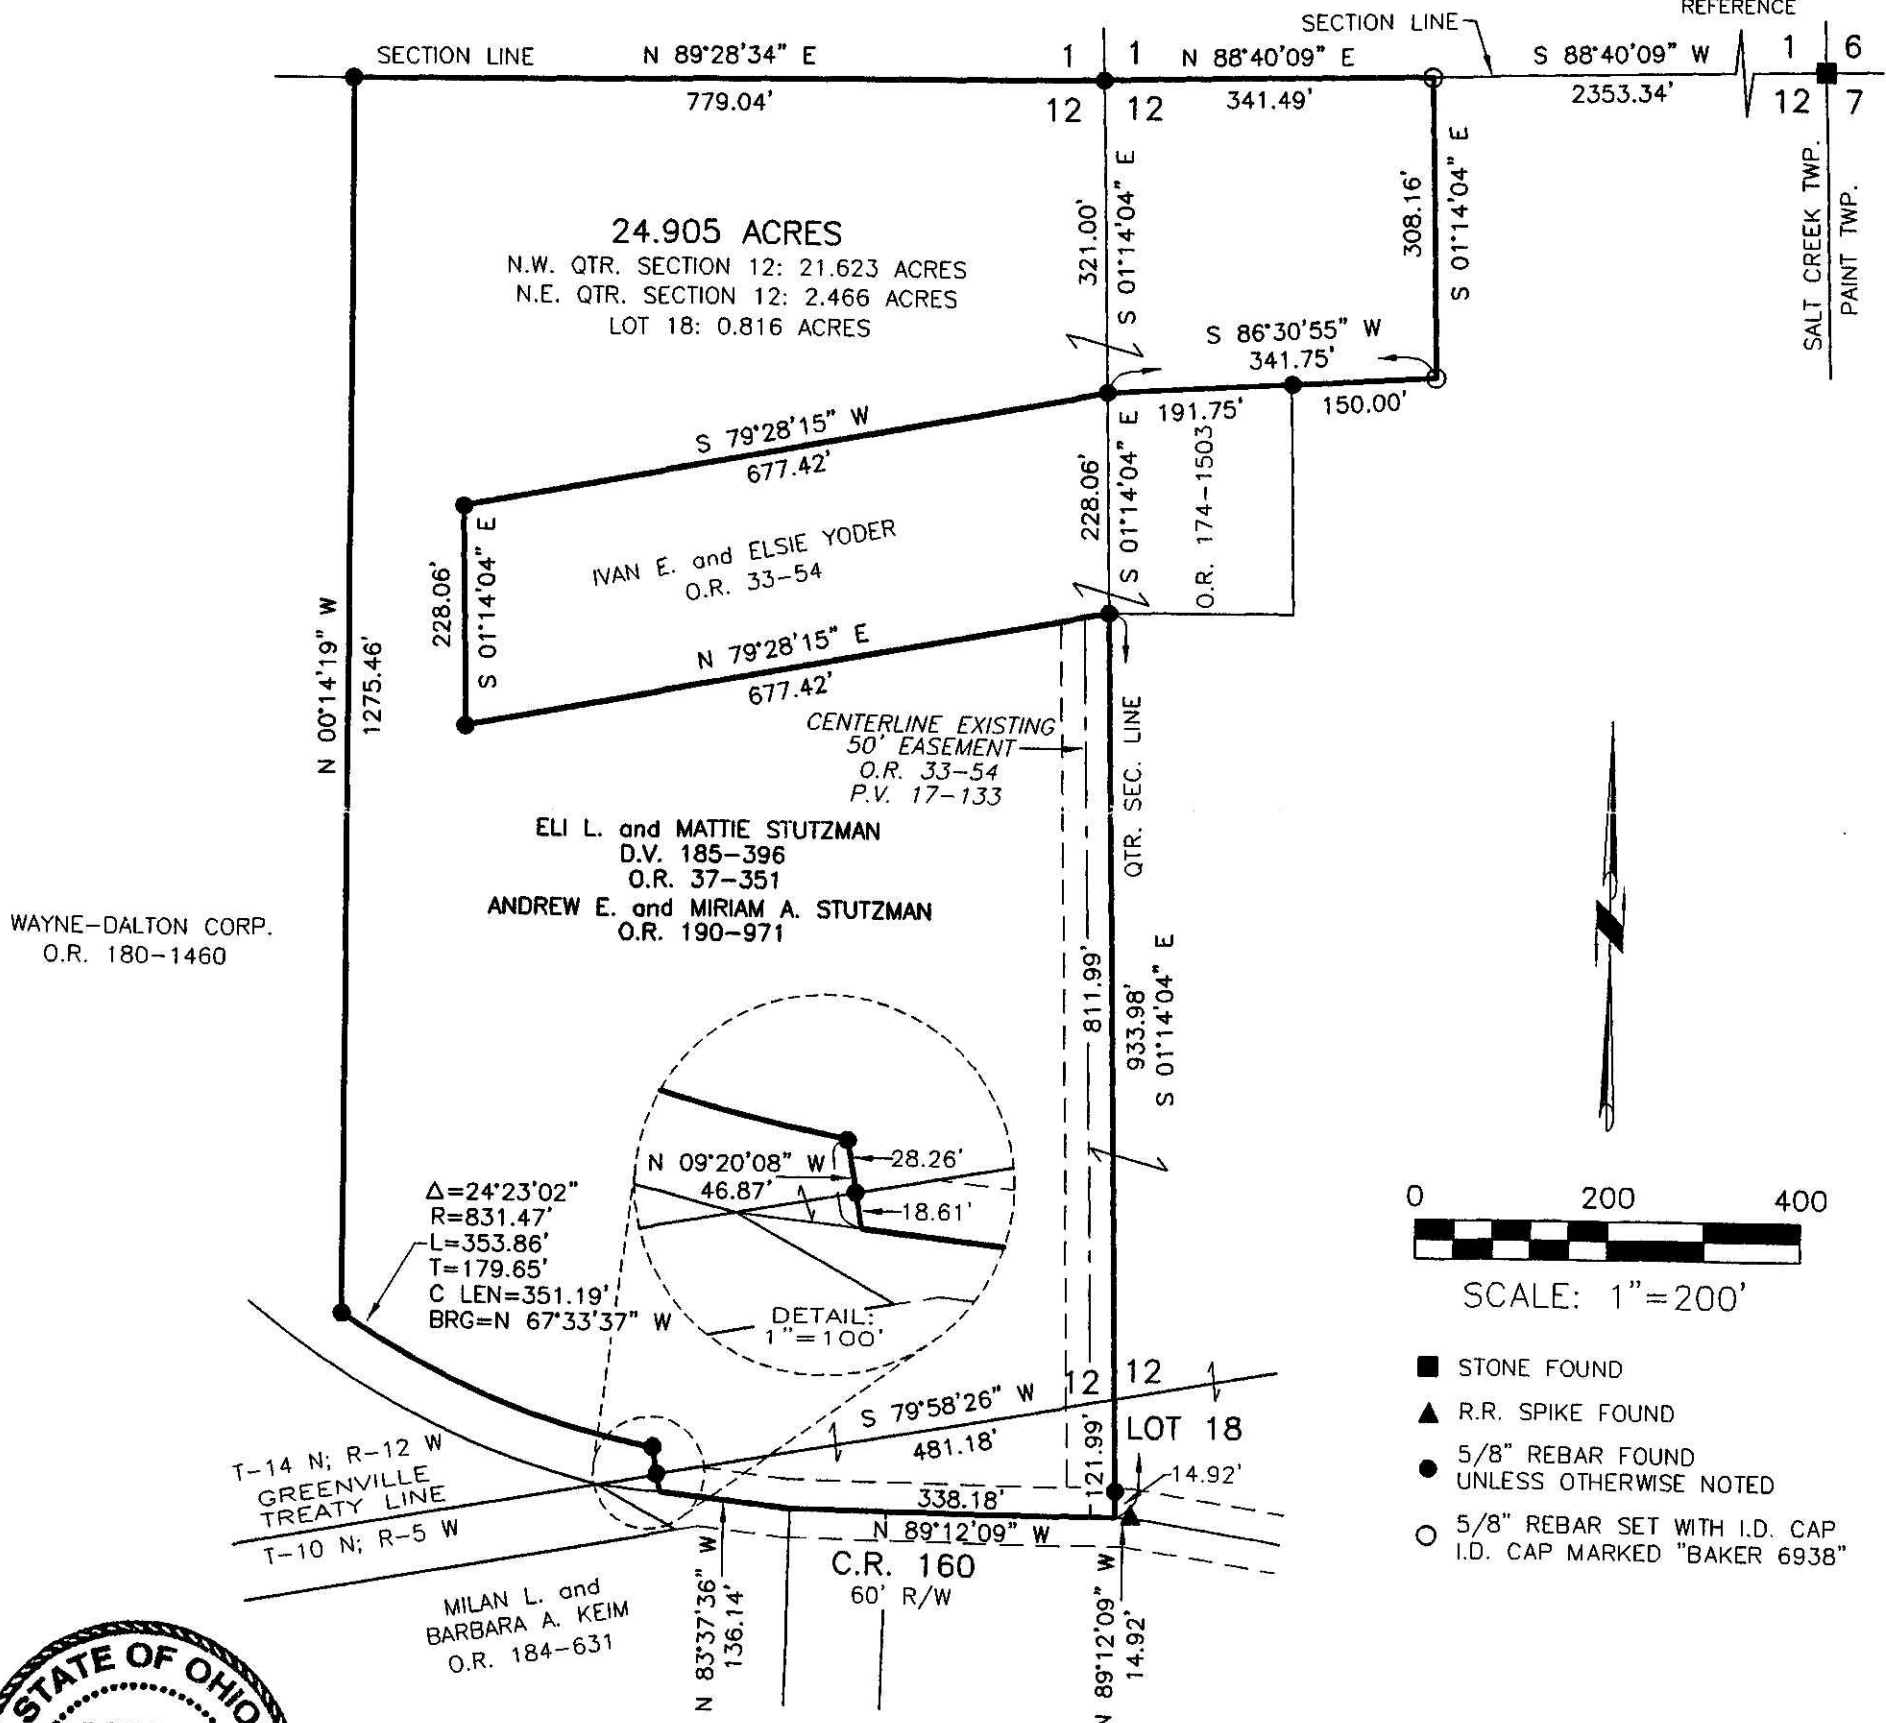 REFERENCE
SECTION LINE
SECTION LINE
N 89°28'34" E
779.04'
1
1
12
12
N 88°40'09" E
341.49'
S 88°40'09" W
2353.34'
1
6
12
7
SALT CREEK TWP.
PAINT TWP.
308.16'
S 01°14'04" E
321.00'
S 01°14'04" E
24.905 ACRES
N.W. QTR. SECTION 12: 21.623 ACRES
N.E. QTR. SECTION 12: 2.466 ACRES
LOT 18: 0.816 ACRES
S 86°30'55" W
341.75'
191.75'
150.00'
S 79°28'15" W
677.42'
228.06'
S 01°14'04" E
O.R. 174-1503
IVAN E. and ELSIE YODER
O.R. 33-54
228.06'
S 01°14'04" E
N 79°28'15" E
677.42'
N 00°14'19" W
1275.46'
CENTERLINE EXISTING
50' EASEMENT
O.R. 33-54
P.V. 17-133
QTR. SEC. LINE
ELI L. and MATTIE STUTZMAN
D.V. 185-396
O.R. 37-351
ANDREW E. and MIRIAM A. STUTZMAN
O.R. 190-971
WAYNE-DALTON CORP.
O.R. 180-1460
811.99'
933.98'
S 01°14'04" E
N 09°20'08" W
46.87'
28.26'
18.61'
DETAIL:
1"=100'
Δ=24°23'02"
R=831.47'
L=353.86'
T=179.65'
C LEN=351.19'
BRG=N 67°33'37" W
0 200 400
SCALE: 1"=200'
STONE FOUND
R.R. SPIKE FOUND
5/8" REBAR FOUND
UNLESS OTHERWISE NOTED
5/8" REBAR SET WITH I.D. CAP
I.D. CAP MARKED "BAKER 6938"
12
12
S 79°58'26" W
481.18'
121.99'
LOT 18
14.92'
T-14 N; R-12 W
GREENVILLE
TREATY LINE
T-10 N; R-5 W
338.18'
N 89°12'09" W
C.R. 160
60' R/W
N 83°37'36" W
136.14'
N 89°12'09" W
14.92'
MILAN L. and
BARBARA A. KEIM
O.R. 184-631
STATE OF OHIO